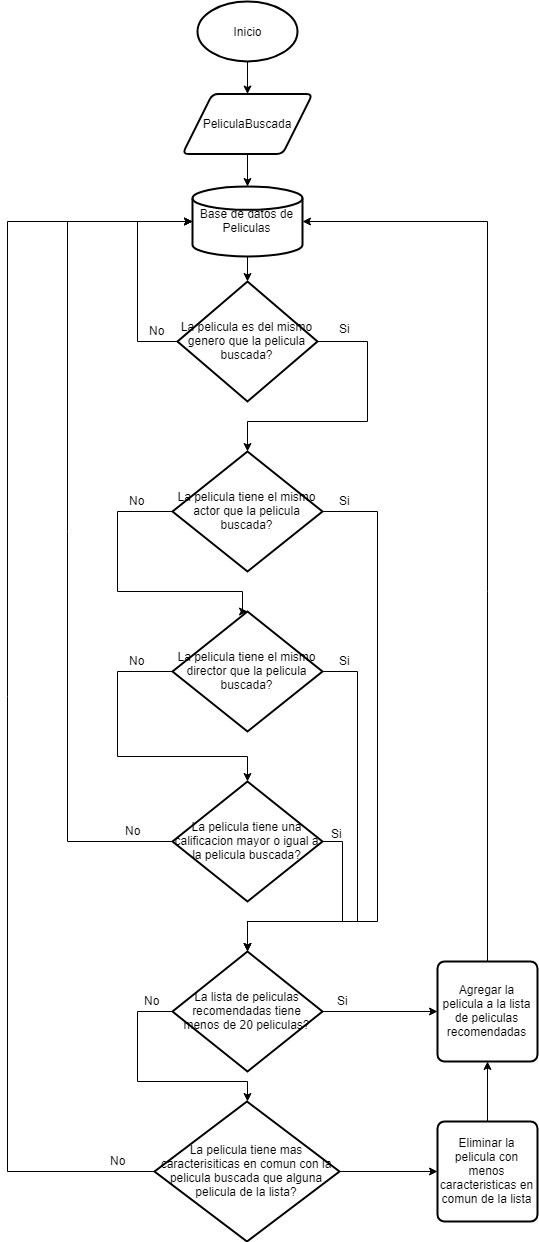 Inicio
PeliculaBuscada
Base de datos de
Peliculas
La pelicula es del mismo
genero que la pelicula
buscada?
No
Si
La pelicula tiene el mismo
actor que la pelicula
buscada?
No
Si
La pelicula tiene el mismo
director que la pelicula
buscada?
No
Si
La pelicula tiene una
calificacion mayor o igual a
la pelicula buscada?
No
Si
La lista de peliculas
recomendadas tiene
menos de 20 peliculas?
No
Si
Agregar la
pelicula a la lista
de peliculas
recomendadas
La pelicula tiene mas
caracterisiticas en comun con la
pelicula buscada que alguna
pelicula de la lista?
No
Eliminar la
pelicula con
menos
caracteristicas en
comun de la lista